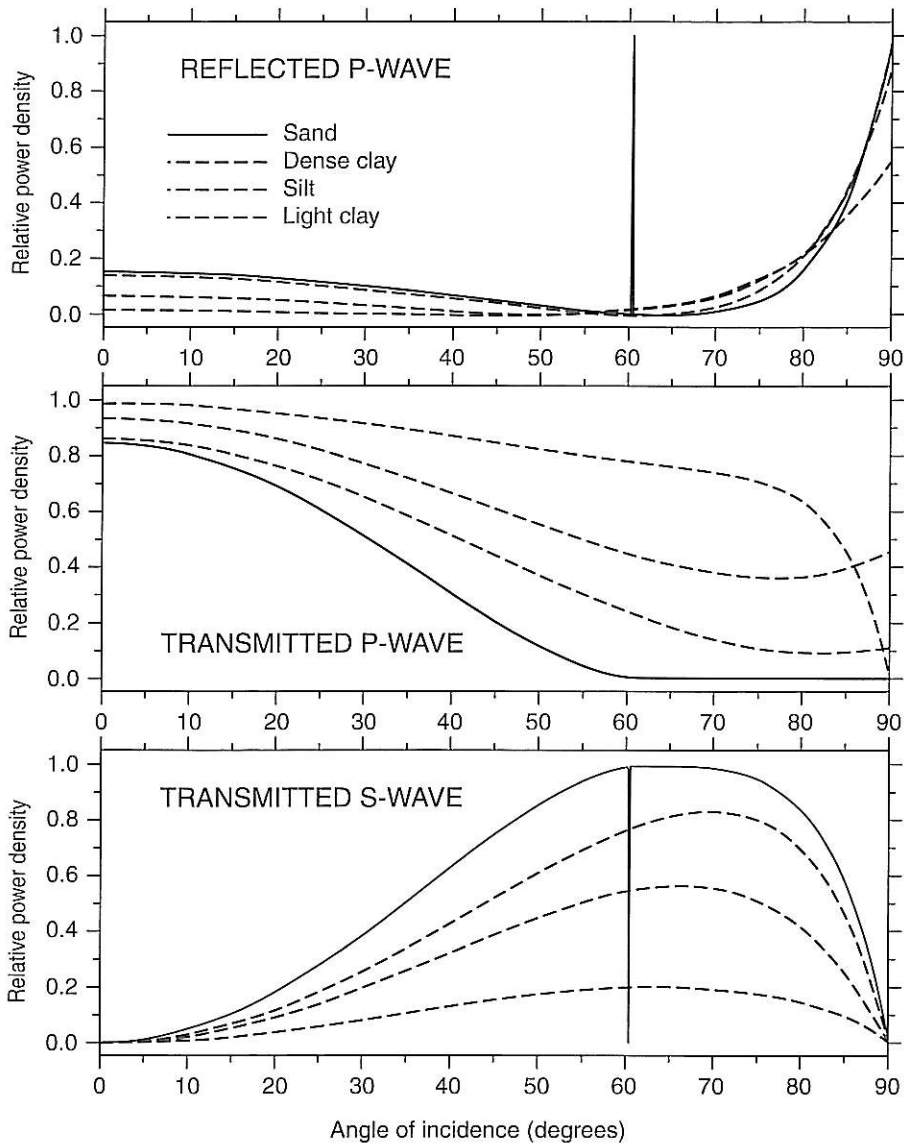 REFLECTED P-WAVE
Sand
Dense clay
Silt
Light clay
Relative power density
1.0
0.8
0.6
0.4
0.2
0.0
0 10 20 30 40 50 60 70 80 90
TRANSMITTED P-WAVE
Relative power density
1.0
0.8
0.6
0.4
0.2
0.0
0 10 20 30 40 50 60 70 80 90
TRANSMITTED S-WAVE
Relative power density
1.0
0.8
0.6
0.4
0.2
0.0
0 10 20 30 40 50 60 70 80 90
Angle of incidence (degrees)